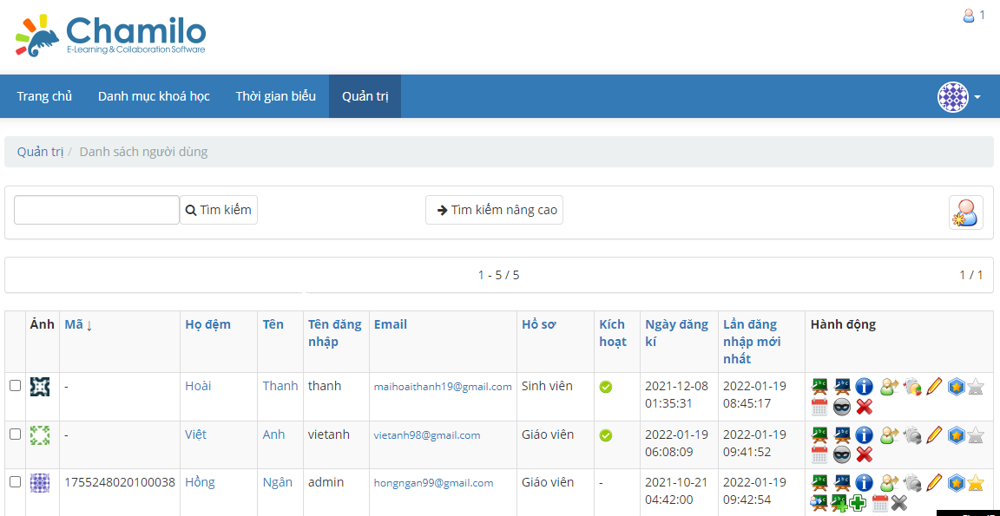 Chamilo
E-Learning & Collaboration Software
1
Trang chủ Danh mục khoá học Thời gian biểu Quản trị
Quản trị / Danh sách người dùng
Tìm kiếm Tìm kiếm nâng cao
1 - 5 / 5 1 / 1
Ảnh Mã ↓ Họ đệm Tên Tên đăng nhập Email Hồ sơ Kích hoạt Ngày đăng kí Lần đăng nhập mới nhất Hành động
- Hoài Thanh thanh maihoaithanh19@gmail.com Sinh viên 2021-12-08 01:35:31 2022-01-19 08:45:17
- Việt Anh vietanh vietanh98@gmail.com Giáo viên 2022-01-19 06:08:09 2022-01-19 09:41:52
1755248020100038 Hồng Ngân admin hongngan99@gmail.com Giáo viên - 2021-10-21 04:42:00 2022-01-19 09:42:54